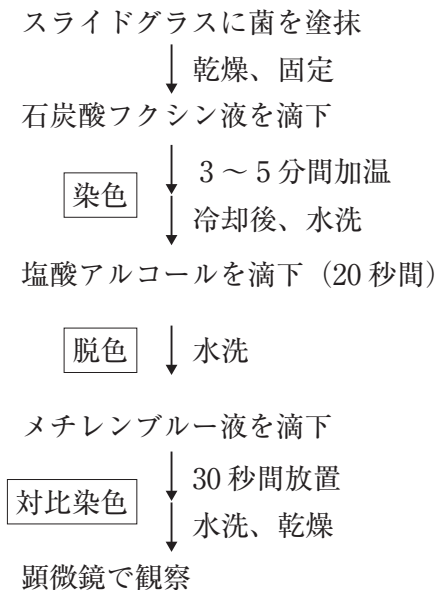 スライドグラスに菌を塗抹
乾燥、固定
石炭酸フクシン液を滴下
3～5分間加温
染色
冷却後、水洗
塩酸アルコールを滴下（20秒間）
脱色
水洗
メチレンブルー液を滴下
30秒間放置
対比染色
水洗、乾燥
顕微鏡で観察